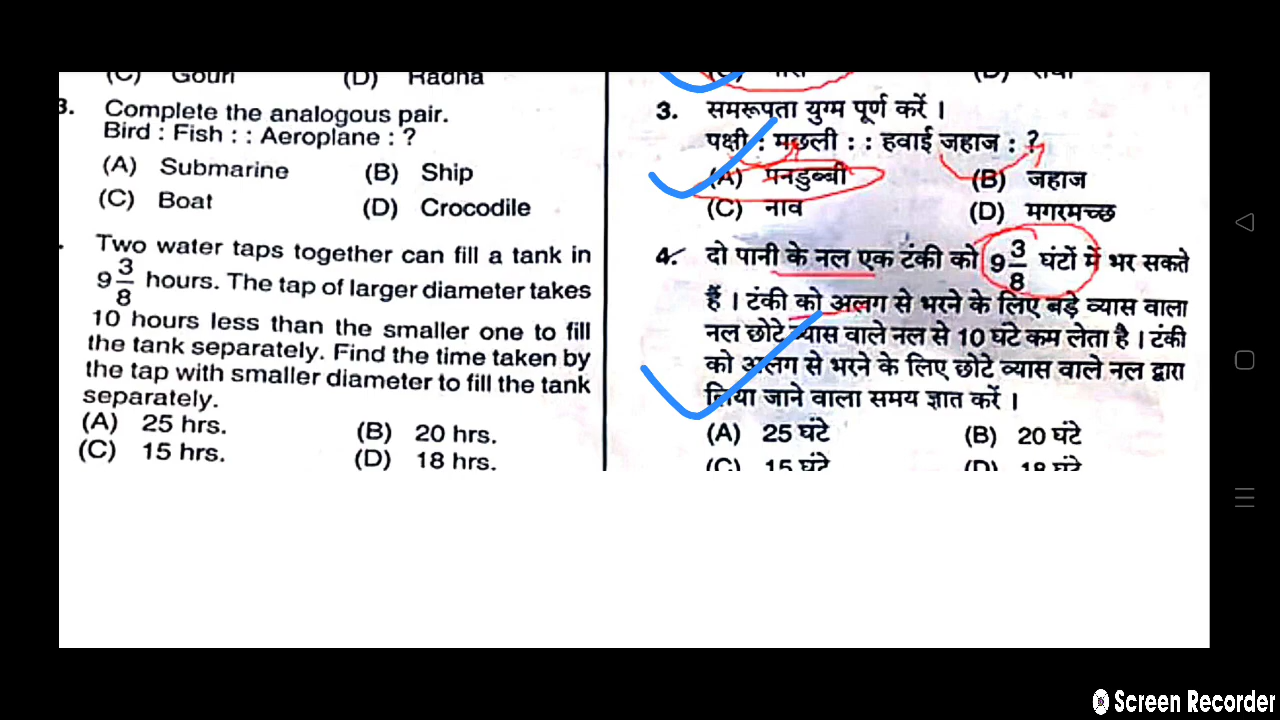 (C) Gouri (D) Radha
3. Complete the analogous pair.
Bird : Fish : : Aeroplane : ?
(A) Submarine (B) Ship
(C) Boat (D) Crocodile
Two water taps together can fill a tank in
9 3/8 hours. The tap of larger diameter takes
10 hours less than the smaller one to fill
the tank separately. Find the time taken by
the tap with smaller diameter to fill the tank
separately.
(A) 25 hrs. (B) 20 hrs.
(C) 15 hrs. (D) 18 hrs.
3. समरूपता युग्म पूर्ण करें ।
पक्षी : मछली : : हवाई जहाज : ?
(A) पनडुब्बी (B) जहाज
(C) नाव (D) मगरमच्छ
4. दो पानी के नल एक टंकी को 9 3/8 घंटों में भर सकते
हैं । टंकी को अलग से भरने के लिए बड़े व्यास वाला
नल छोटे व्यास वाले नल से 10 घंटे कम लेता है । टंकी
को अलग से भरने के लिए छोटे व्यास वाले नल द्वारा
लिया जाने वाला समय ज्ञात करें ।
(A) 25 घंटे (B) 20 घंटे
(C) 15 घंटे (D) 18 घंटे
Screen Recorder